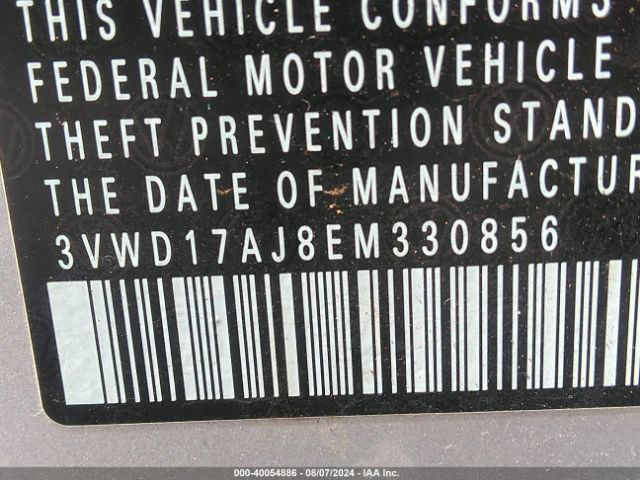 THIS VEHICLE CONFORMS
FEDERAL MOTOR VEHICLE
THEFT PREVENTION STAND
THE DATE OF MANUFACTUR
3VWD17AJ8EM330856
000-40054886 - 08/07/2024 - IAA Inc.